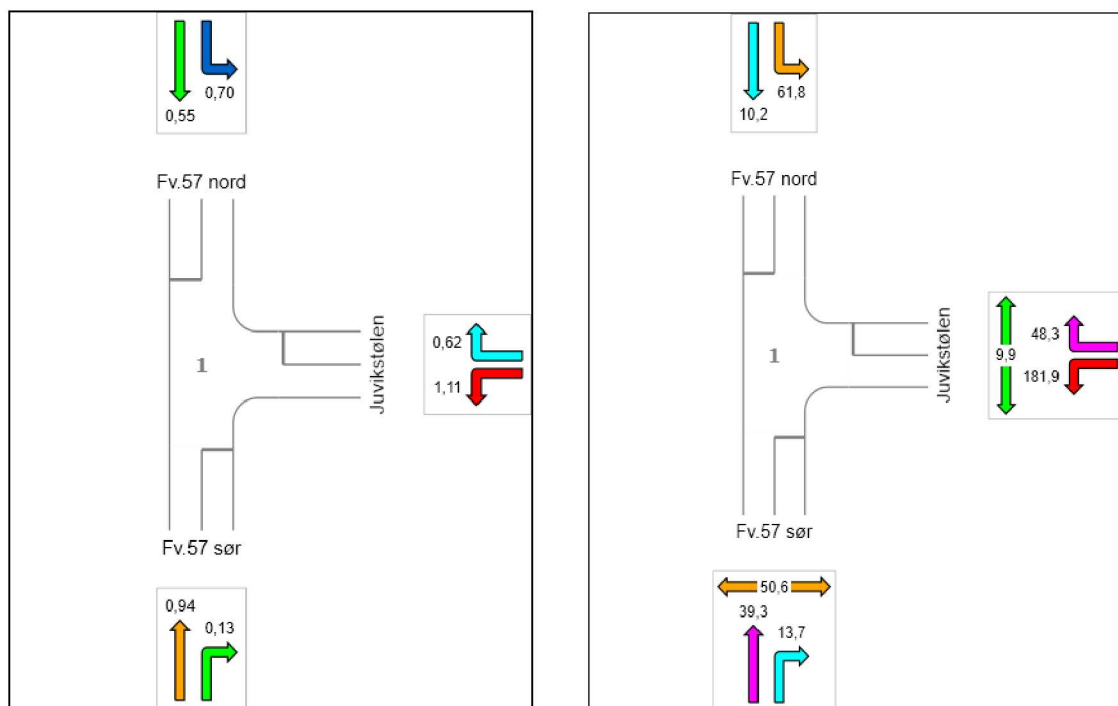 0,70
0,55
Fv.57 nord
0,62
1
1,11
Juvikstølen
Fv.57 sør
0,94
0,13
61,8
10,2
Fv.57 nord
48,3
9,9
1
181,9
Juvikstølen
Fv.57 sør
50,6
39,3
13,7